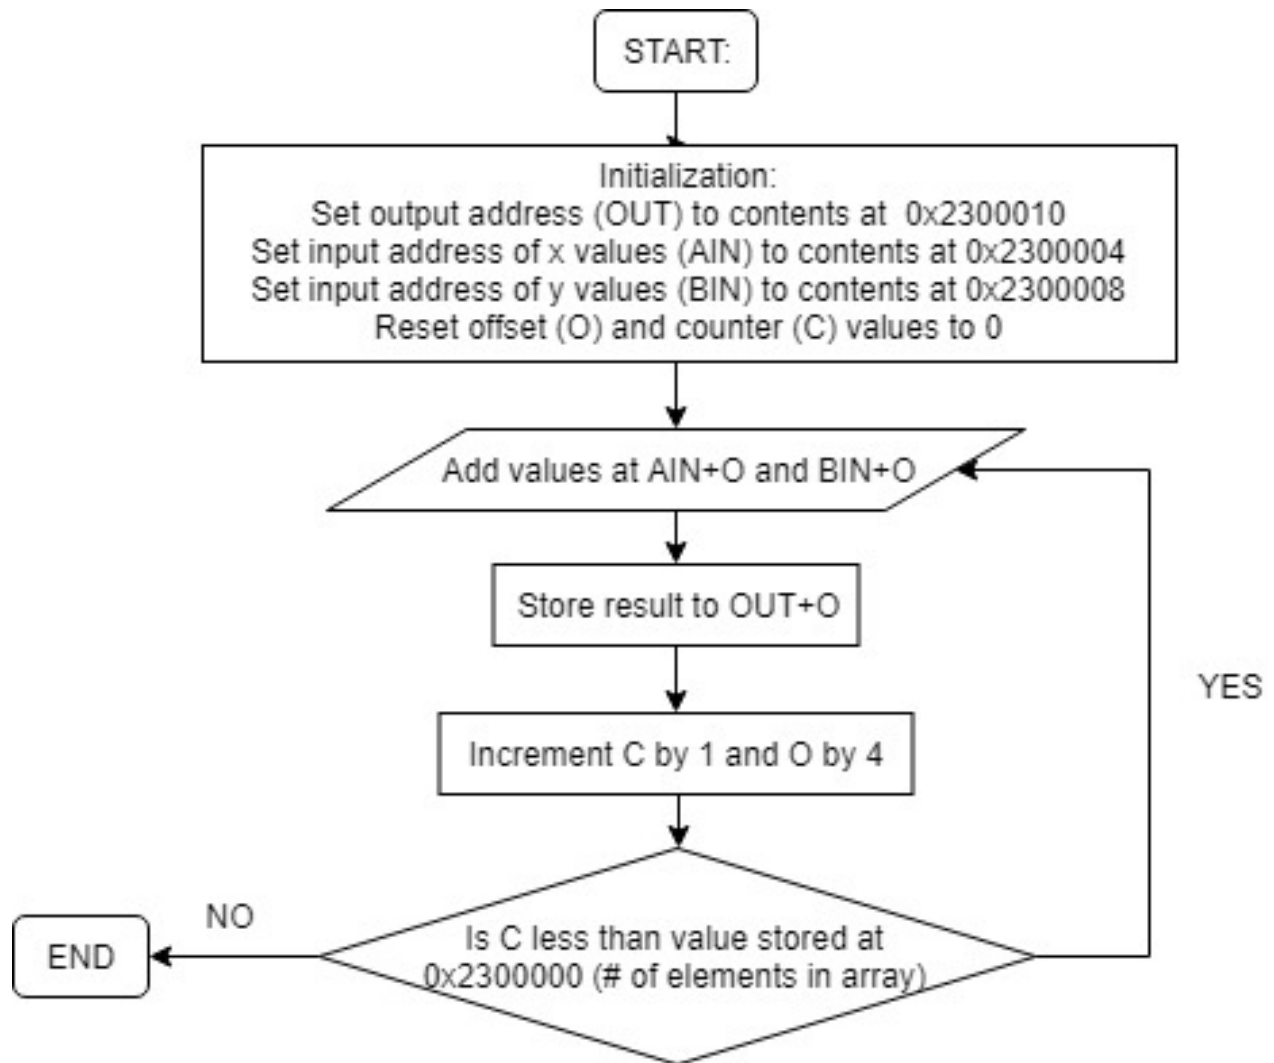 START:
Initialization:
Set output address (OUT) to contents at 0x2300010
Set input address of x values (AIN) to contents at 0x2300004
Set input address of y values (BIN) to contents at 0x2300008
Reset offset (O) and counter (C) values to 0
Add values at AIN+O and BIN+O
Store result to OUT+O
YES
Increment C by 1 and O by 4
NO
Is C less than value stored at
0x2300000 (# of elements in array)
END